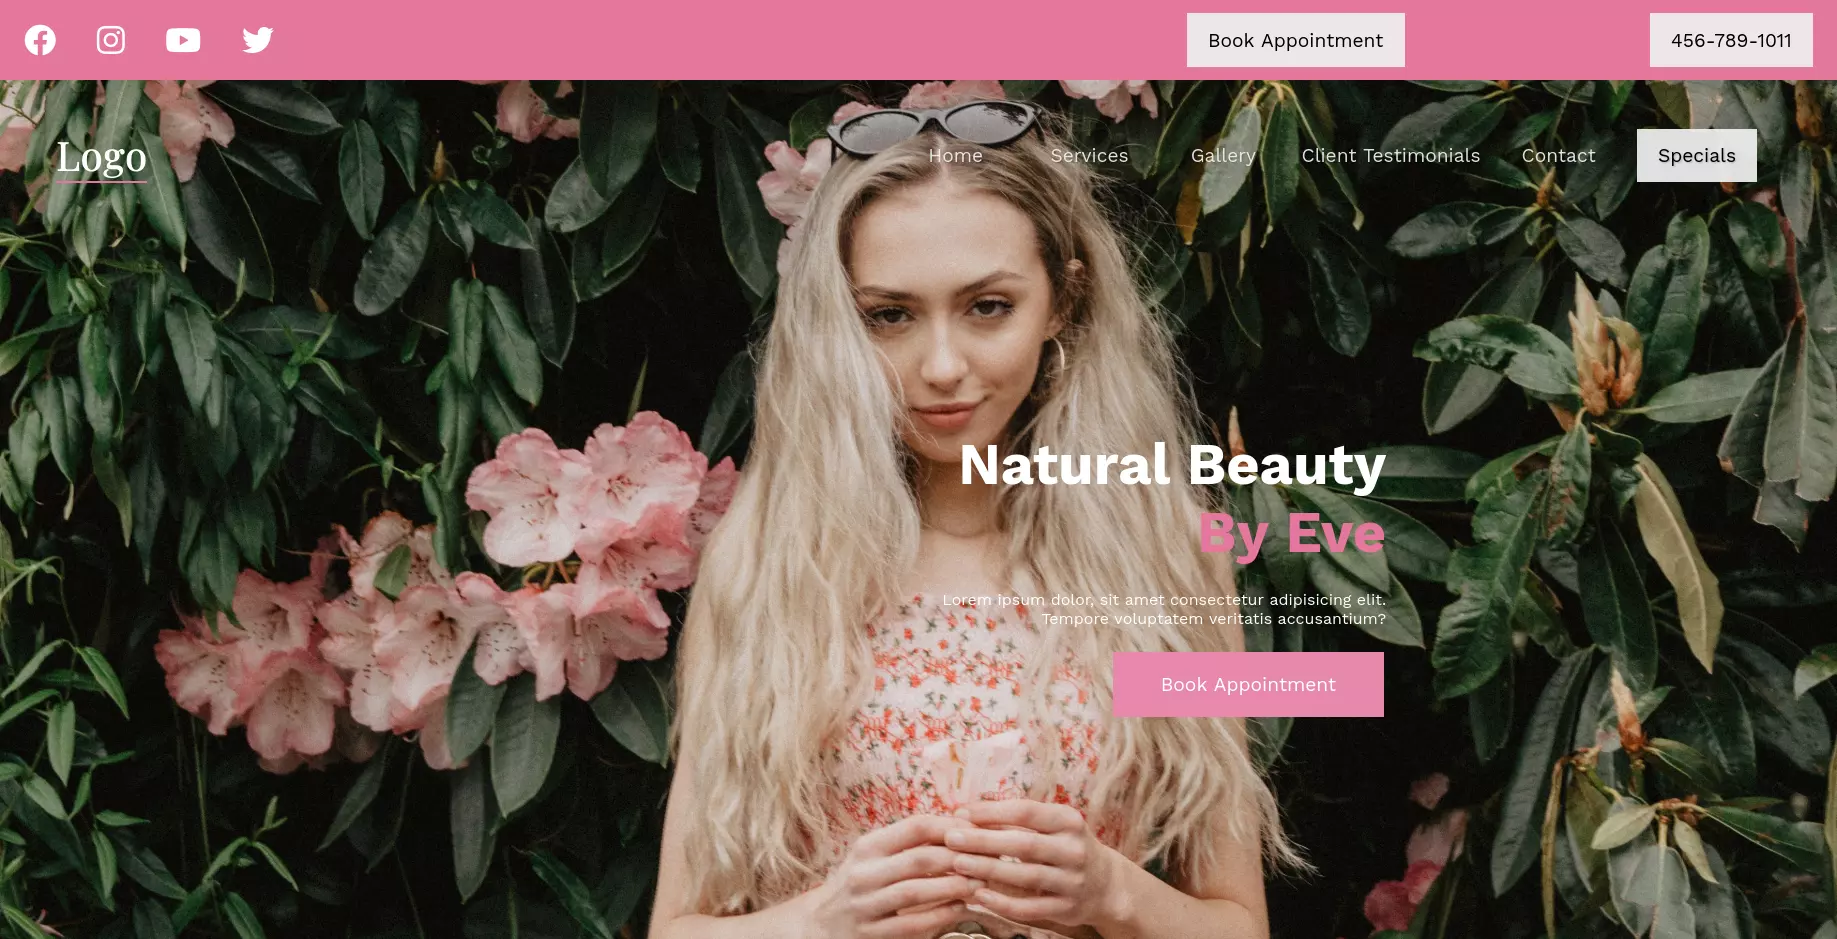 Book Appointment
456-789-1011
Logo
Home
Services
Gallery
Client Testimonials
Contact
Specials
Natural Beauty
By Eve
Lorem ipsum dolor, sit amet consectetur adipisicing elit.
Tempore voluptatem veritatis accusantium?
Book Appointment